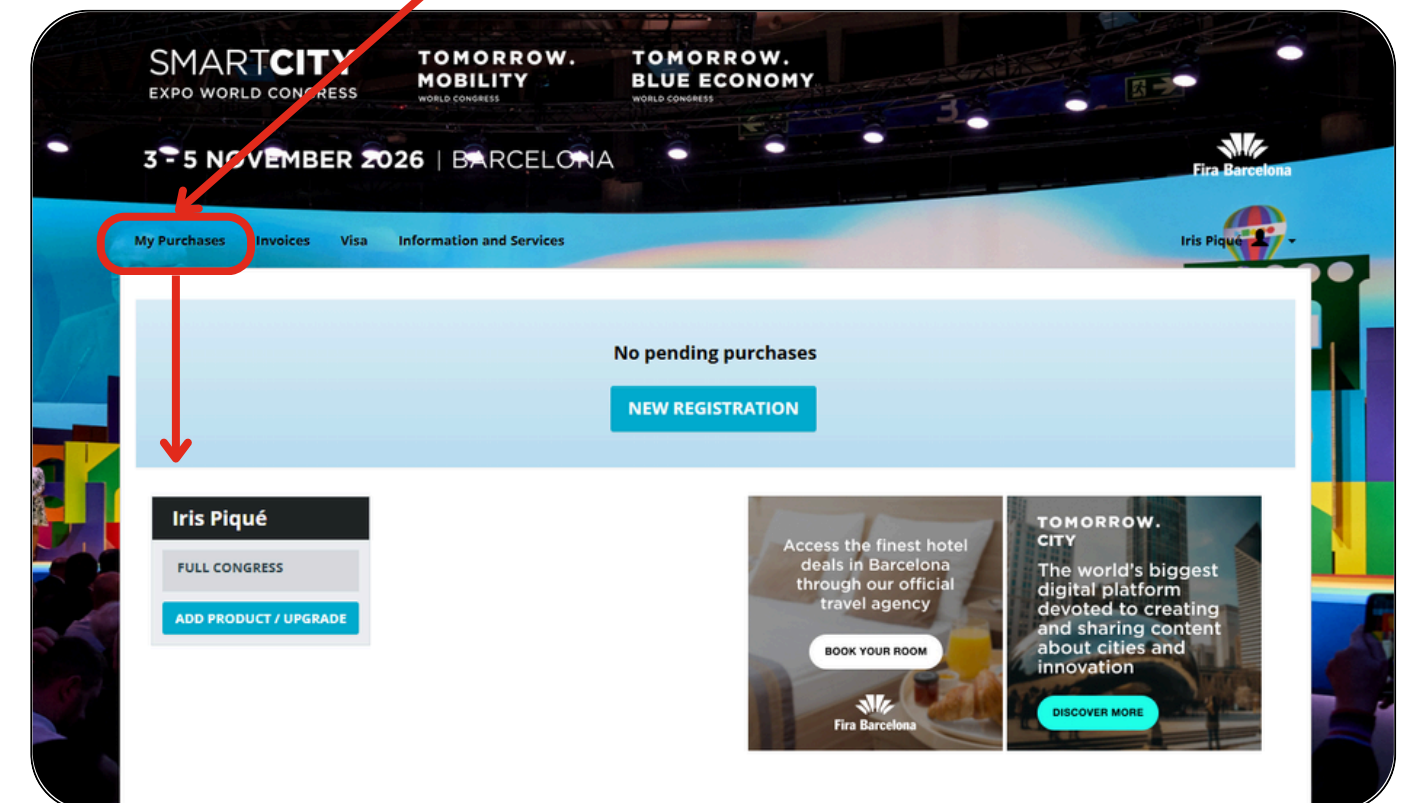 SMARTCITY
EXPO WORLD CONGRESS
TOMORROW.
MOBILITY
WORLD CONGRESS
TOMORROW.
BLUE ECONOMY
WORLD CONGRESS
3
3 - 5 NOVEMBER 2026 | BARCELONA
Fira Barcelona
My Purchases
Invoices
Visa
Information and Services
Iris Piqué
No pending purchases
NEW REGISTRATION
Iris Piqué
FULL CONGRESS
ADD PRODUCT / UPGRADE
Access the finest hotel
deals in Barcelona
through our official
travel agency
BOOK YOUR ROOM
Fira Barcelona
TOMORROW.
CITY
The world's biggest
digital platform
devoted to creating
and sharing content
about cities and
innovation
DISCOVER MORE